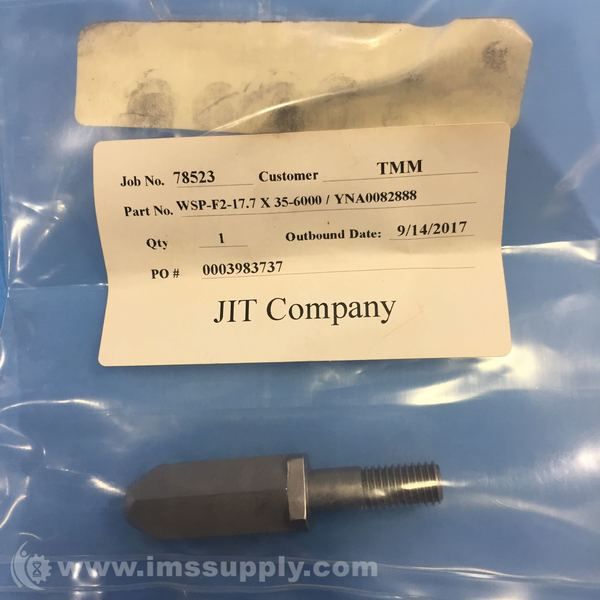 Job No. 78523 Customer TMM
Part No. WSP-F2-17.7 X 35-6000 / YNA0082888
Qty 1 Outbound Date: 9/14/2017
PO # 0003983737
JIT Company
www.imssupply.com